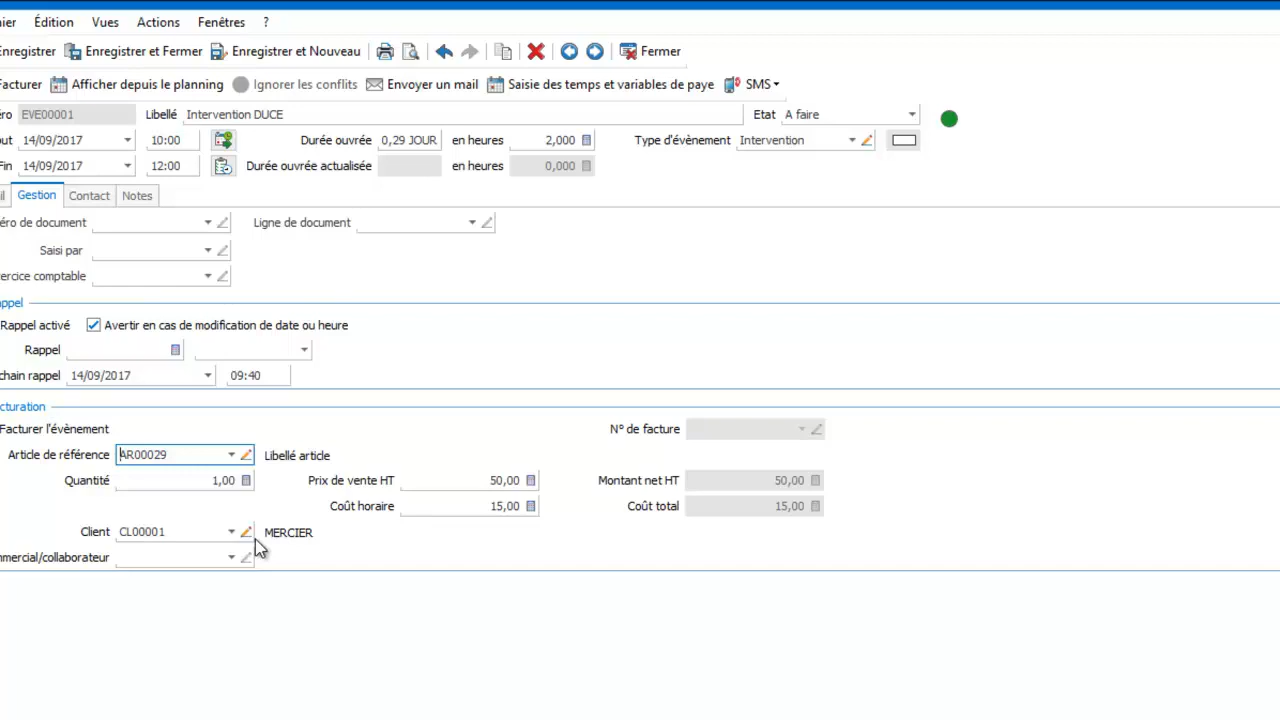 ier Édition Vues Actions Fenêtres ?
Enregistrer Enregistrer et Fermer Enregistrer et Nouveau Fermer
Facturer Afficher depuis le planning Ignorer les conflits Envoyer un mail Saisie des temps et variables de paye SMS
ro EVE00001 Libellé Intervention DUCE Etat A faire
out 14/09/2017 10:00 Durée ouvrée 0,29 JOUR en heures 2,000 Type d'évènement Intervention
Fin 14/09/2017 12:00 Durée ouvrée actualisée en heures 0,000
il Gestion Contact Notes
éro de document Ligne de document
Saisi par
ercice comptable
appel
Rappel activé Avertir en cas de modification de date ou heure
Rappel
chain rappel 14/09/2017 09:40
cturation
Facturer l'évènement N° de facture
Article de référence AR00029 Libellé article
Quantité 1,00 Prix de vente HT 50,00 Montant net HT 50,00
Coût horaire 15,00 Coût total 15,00
Client CL00001 MERCIER
mmercial/collaborateur